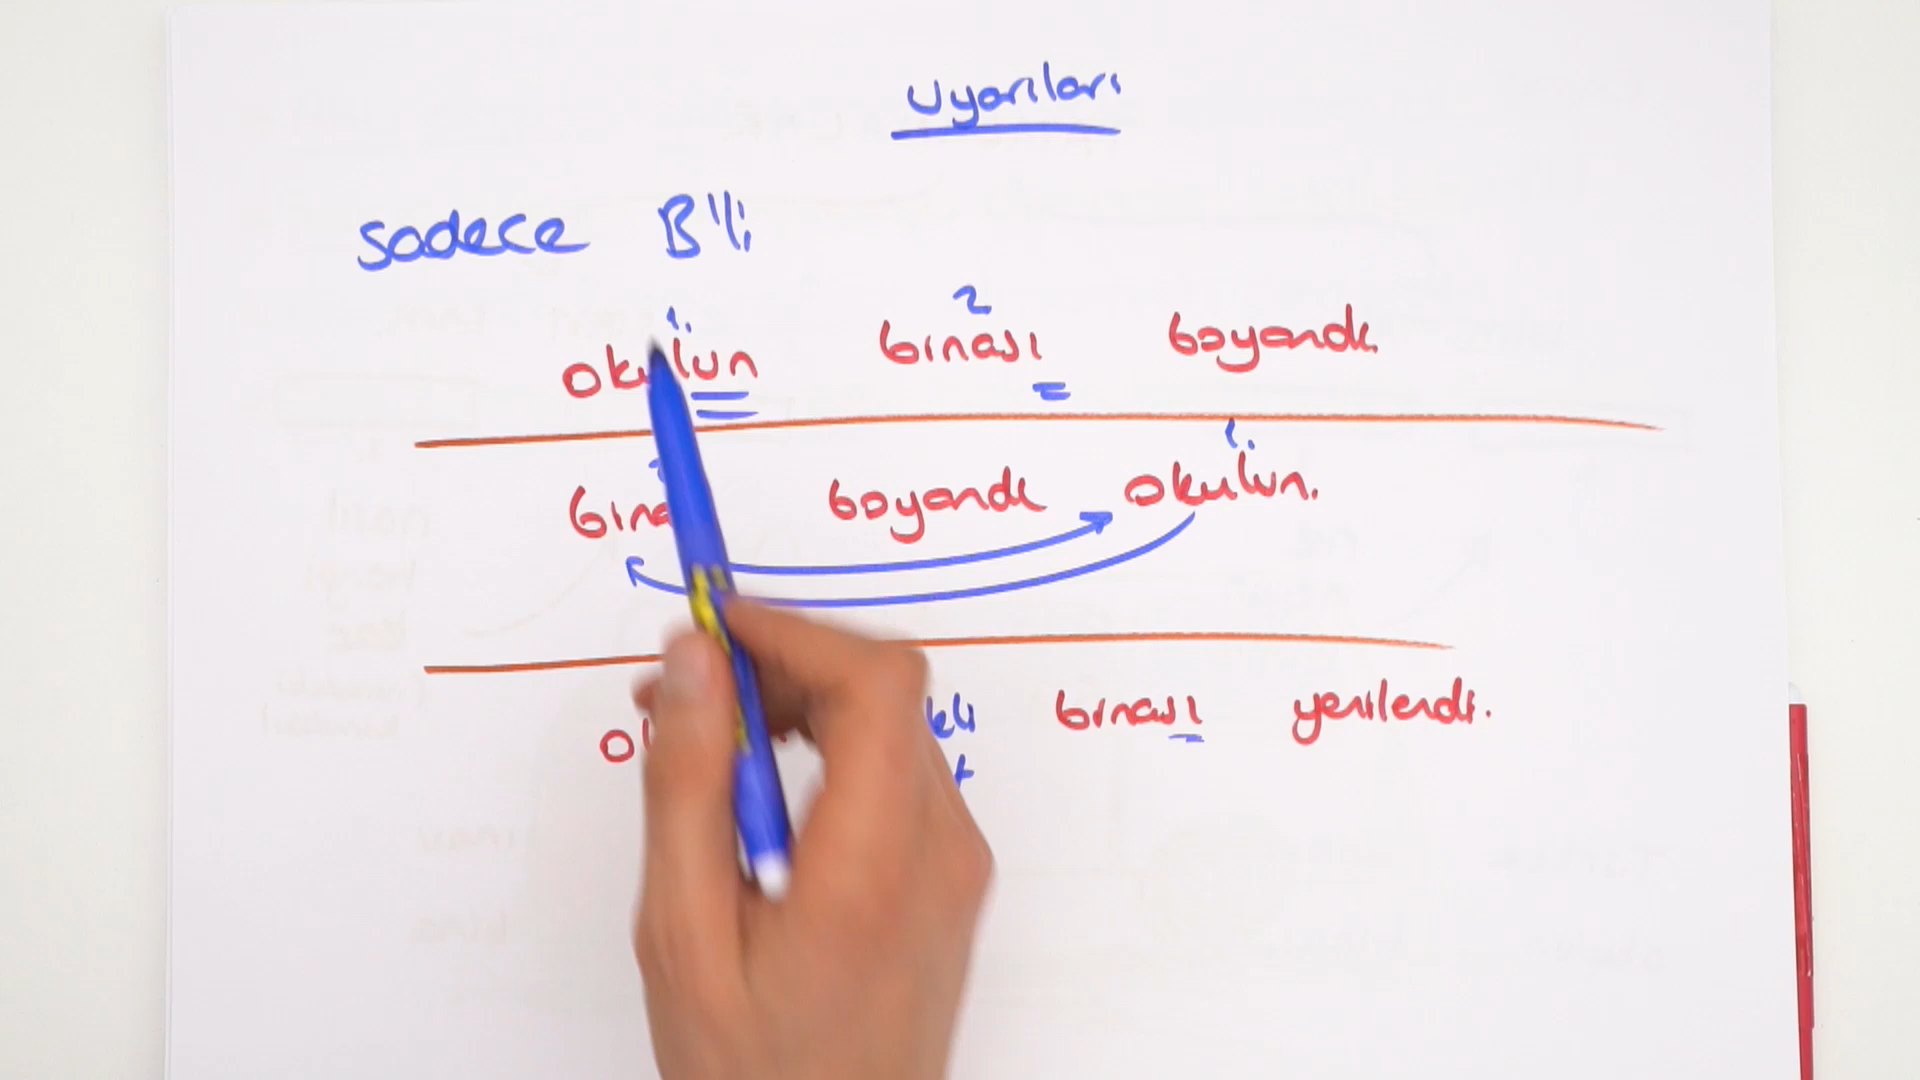 Uyarıları
sadece B'li
1. 2
okulun binası boyandı
1.
boyandı okulun.
binası yenilendi.